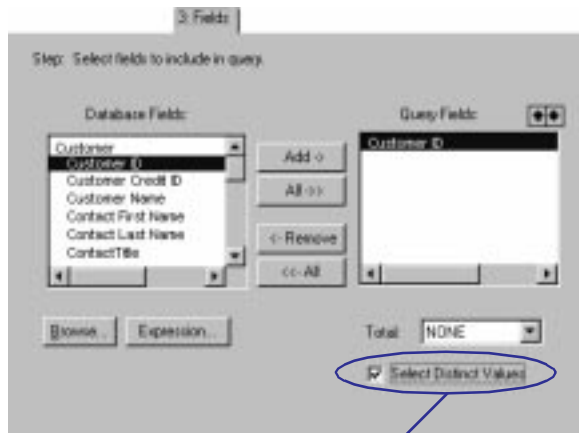 3: Fields
Step: Select fields to include in query.
Database Fields:
Customer
Customer ID
Customer Credit ID
Customer Name
Contact First Name
Contact Last Name
ContactTitle
Add ->
All ->>
<- Remove
<<- All
Query Fields:
Customer ID
Browse...
Expression...
Total: NONE
Select Distinct Values